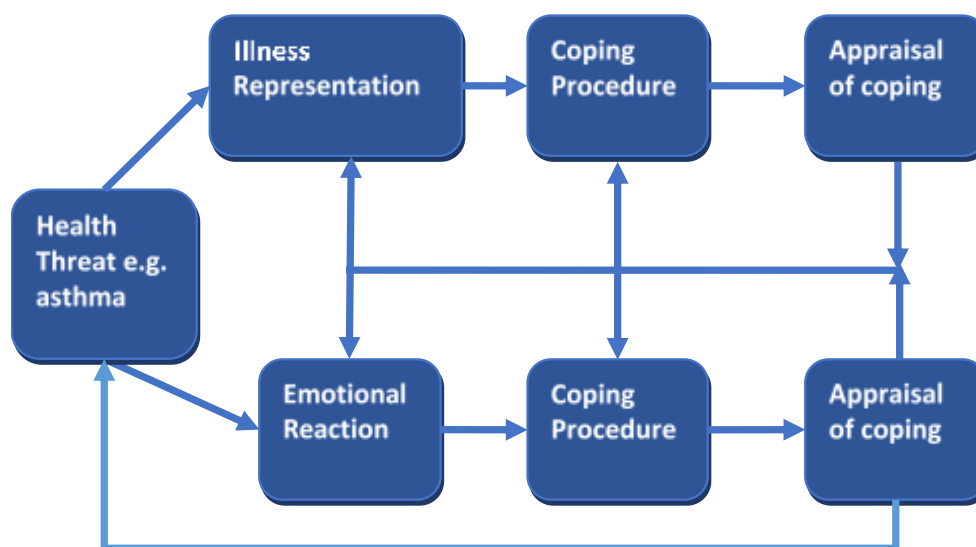 Illness
Representation
Coping
Procedure
Appraisal
of coping
Health
Threat e.g.
asthma
Emotional
Reaction
Coping
Procedure
Appraisal
of coping